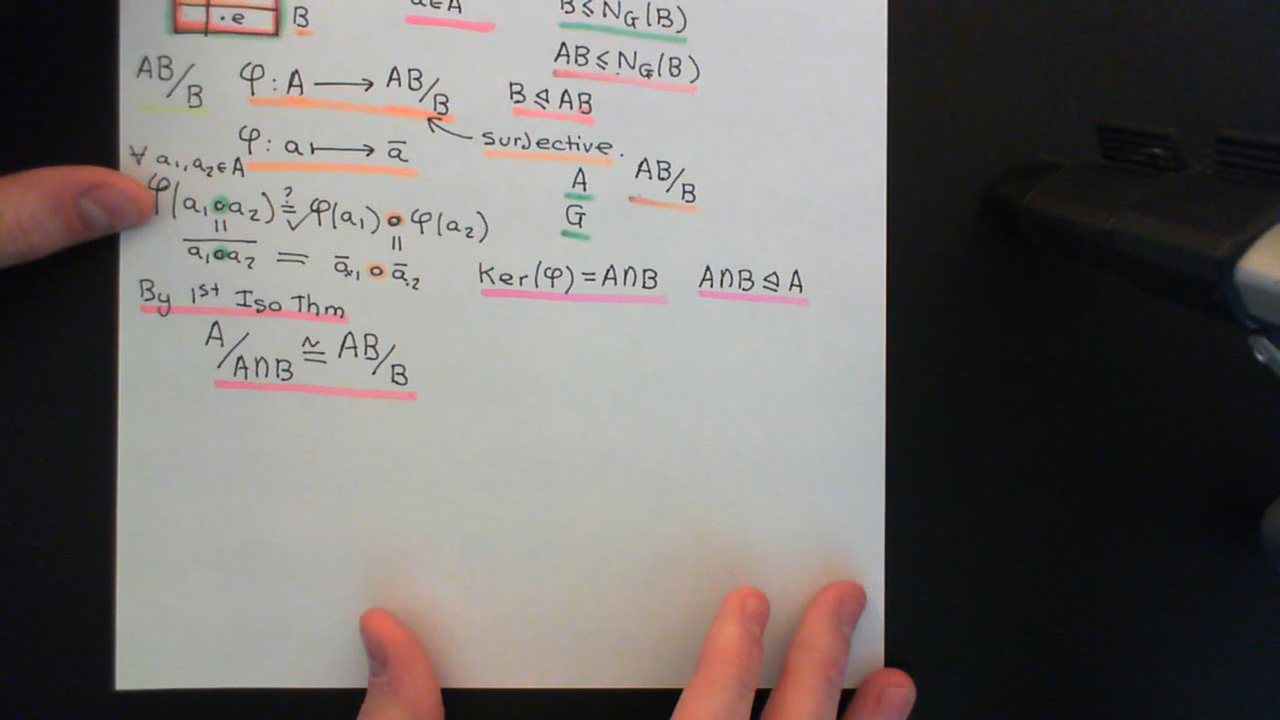 ·e B a∈A B≤N_G(B)
AB≤N_G(B)
AB/B φ: A ⟶ AB/B B⊴AB
φ: a ⟼ ā surjective.
∀ a₁,a₂∈A A AB/B
φ(a₁∘a₂) ?=✓ φ(a₁)∘φ(a₂) G
|| ||
\overline{a₁∘a₂} = ā₁∘ā₂ Ker(φ)=A∩B A∩B⊴A
By 1st Iso Thm
A/A∩B ≅ AB/B